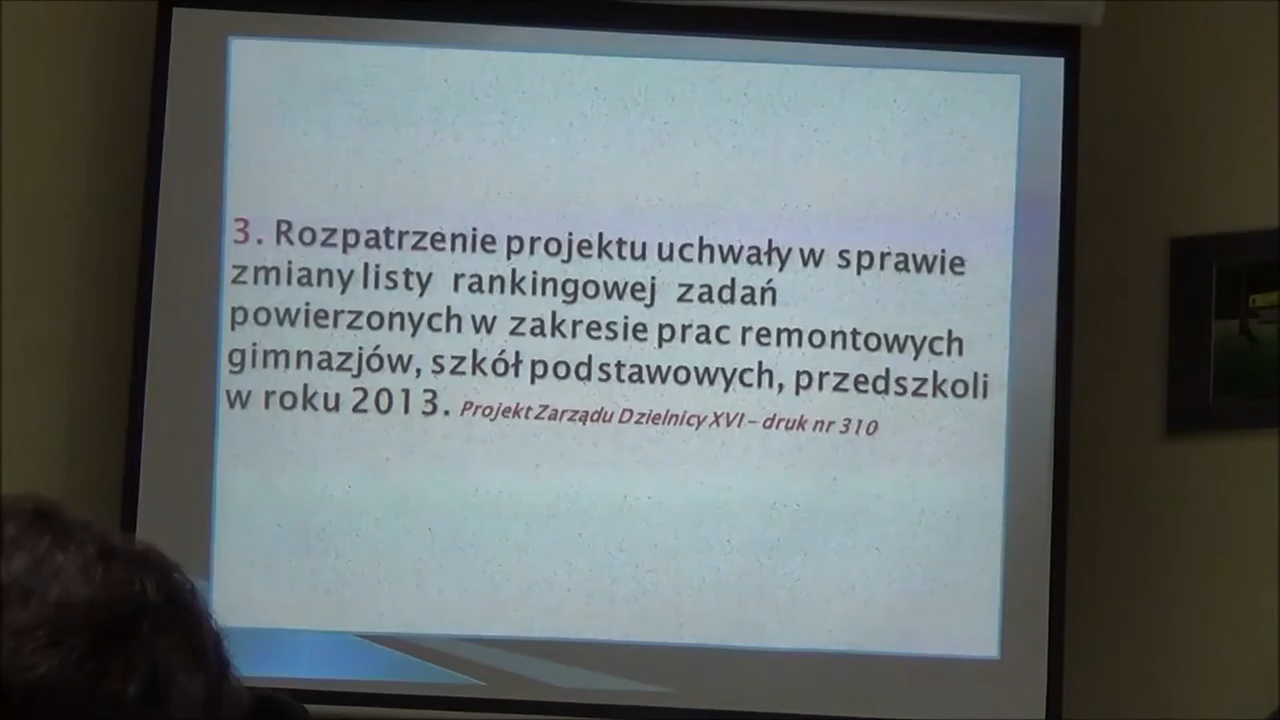 3. Rozpatrzenie projektu uchwały w sprawie
zmiany listy rankingowej zadań
powierzonych w zakresie prac remontowych
gimnazjów, szkół podstawowych, przedszkoli
w roku 2013. Projekt Zarządu Dzielnicy XVI – druk nr 310